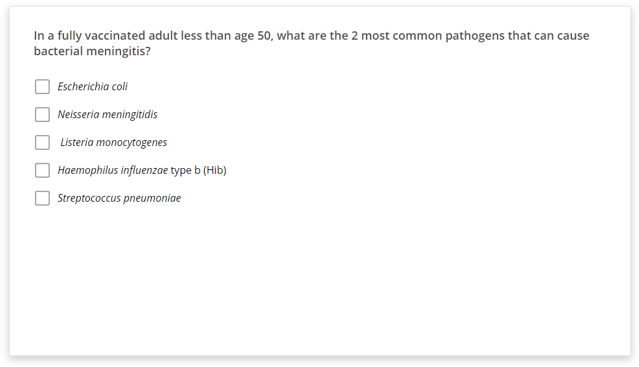 In a fully vaccinated adult less than age 50, what are the 2 most common pathogens that can cause
bacterial meningitis?
Escherichia coli
Neisseria meningitidis
Listeria monocytogenes
Haemophilus influenzae type b (Hib)
Streptococcus pneumoniae